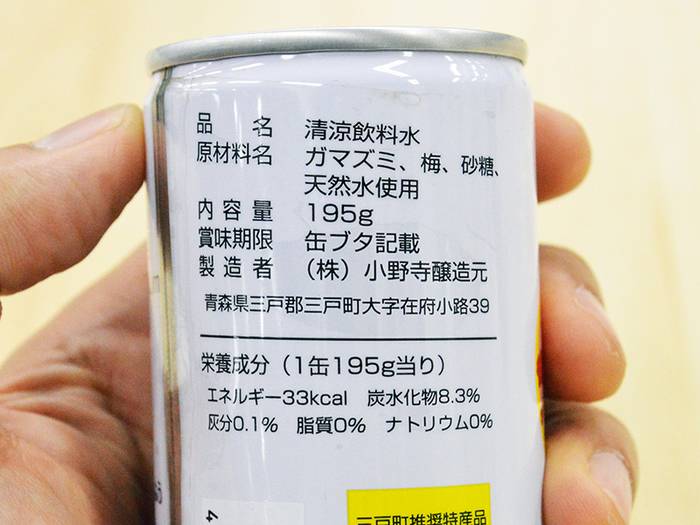 品名 清涼飲料水
原材料名 ガマズミ、梅、砂糖、
天然水使用
内容量 195g
賞味期限 缶ブタ記載
製造者 (株)小野寺醸造元
青森県三戸郡三戸町大字在府小路39
栄養成分(1缶195g当り)
エネルギー33kcal 炭水化物8.3%
灰分0.1% 脂質0% ナトリウム0%
三戸町推奨特産品